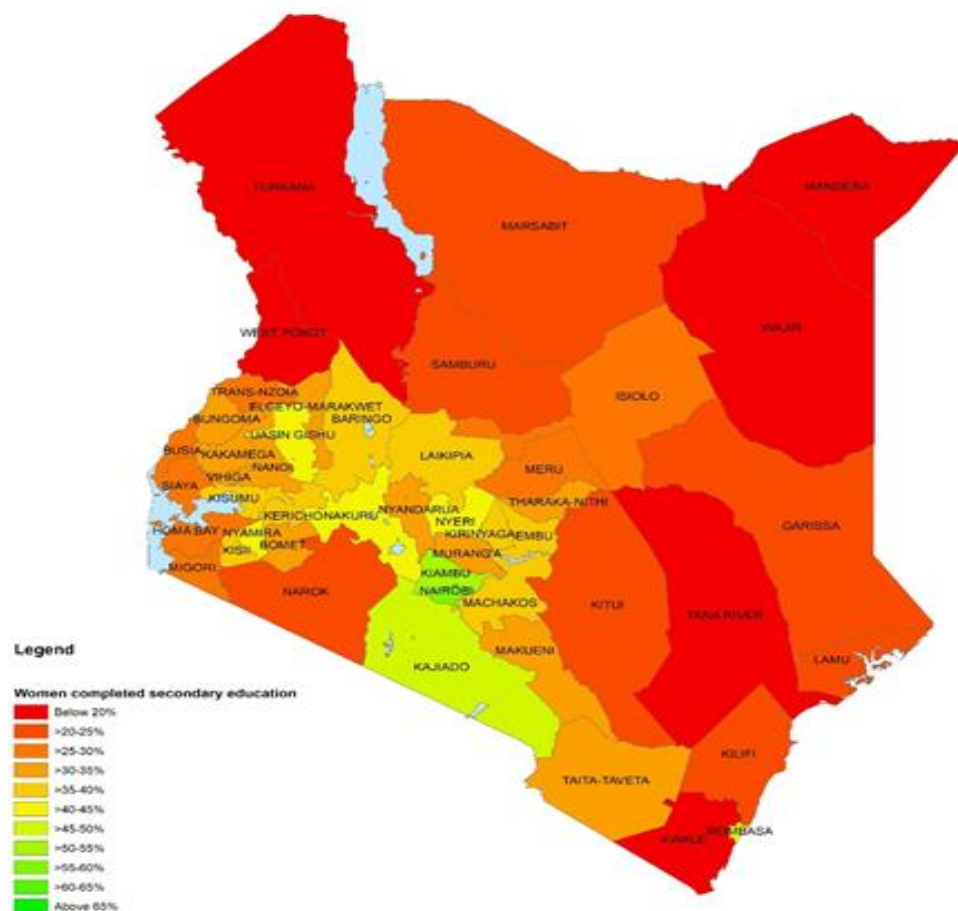 TURKANA
MANDERA
MARSABIT
WAJIR
WEST POKOT
SAMBURU
ISIOLO
TRANS-NZOIA
ELGEYO-MARAKWET
BUNGOMA
BARINGO
UASIN GISHU
BUSIA
KAKAMEGA
LAIKIPIA
NANDI
MERU
VIHIGA
SIAYA
KISUMU
THARAKA-NITHI
KERICHO
NAKURU
NYANDARUA
NYERI
GARISSA
HOMA BAY
NYAMIRA
KIRINYAGA
EMBU
KISII
BOMET
MURANG'A
MIGORI
KIAMBU
NAROK
NAIROBI
MACHAKOS
KITUI
TANA RIVER
MAKUENI
LAMU
KAJIADO
KILIFI
TAITA-TAVETA
MOMBASA
KWALE
Legend
Women completed secondary education
Below 20%
>20-25%
>25-30%
>30-35%
>35-40%
>40-45%
>45-50%
>50-55%
>55-60%
>60-65%
Above 65%